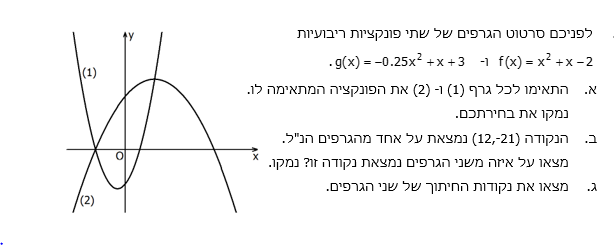 לפניכם סרטוט הגרפים של שתי פונקציות ריבועיות
f(x) = x² + x − 2 ו- g(x) = −0.25x² + x + 3 .
א. התאימו לכל גרף (1) ו- (2) את הפונקציה המתאימה לו.
נמקו את בחירתכם.
ב. הנקודה (12,-21) נמצאת על אחד מהגרפים הנ"ל.
מצאו על איזה משני הגרפים נמצאת נקודה זו? נמקו.
ג. מצאו את נקודות החיתוך של שני הגרפים.
y
(1)
O
x
(2)